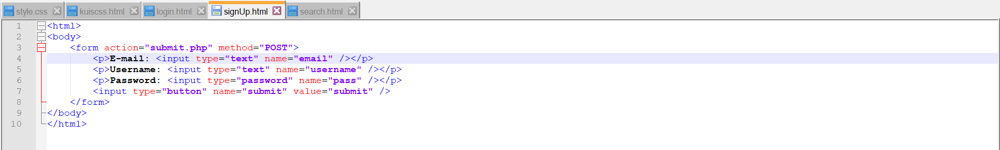 style.css kuiscss.html login.html signUp.html search.html
1 <html>
2 <body>
3 <form action="submit.php" method="POST">
4 <p>E-mail: <input type="text" name="email" /></p>
5 <p>Username: <input type="text" name="username" /></p>
6 <p>Password: <input type="password" name="pass" /></p>
7 <input type="button" name="submit" value="submit" />
8 </form>
9 </body>
10 </html>